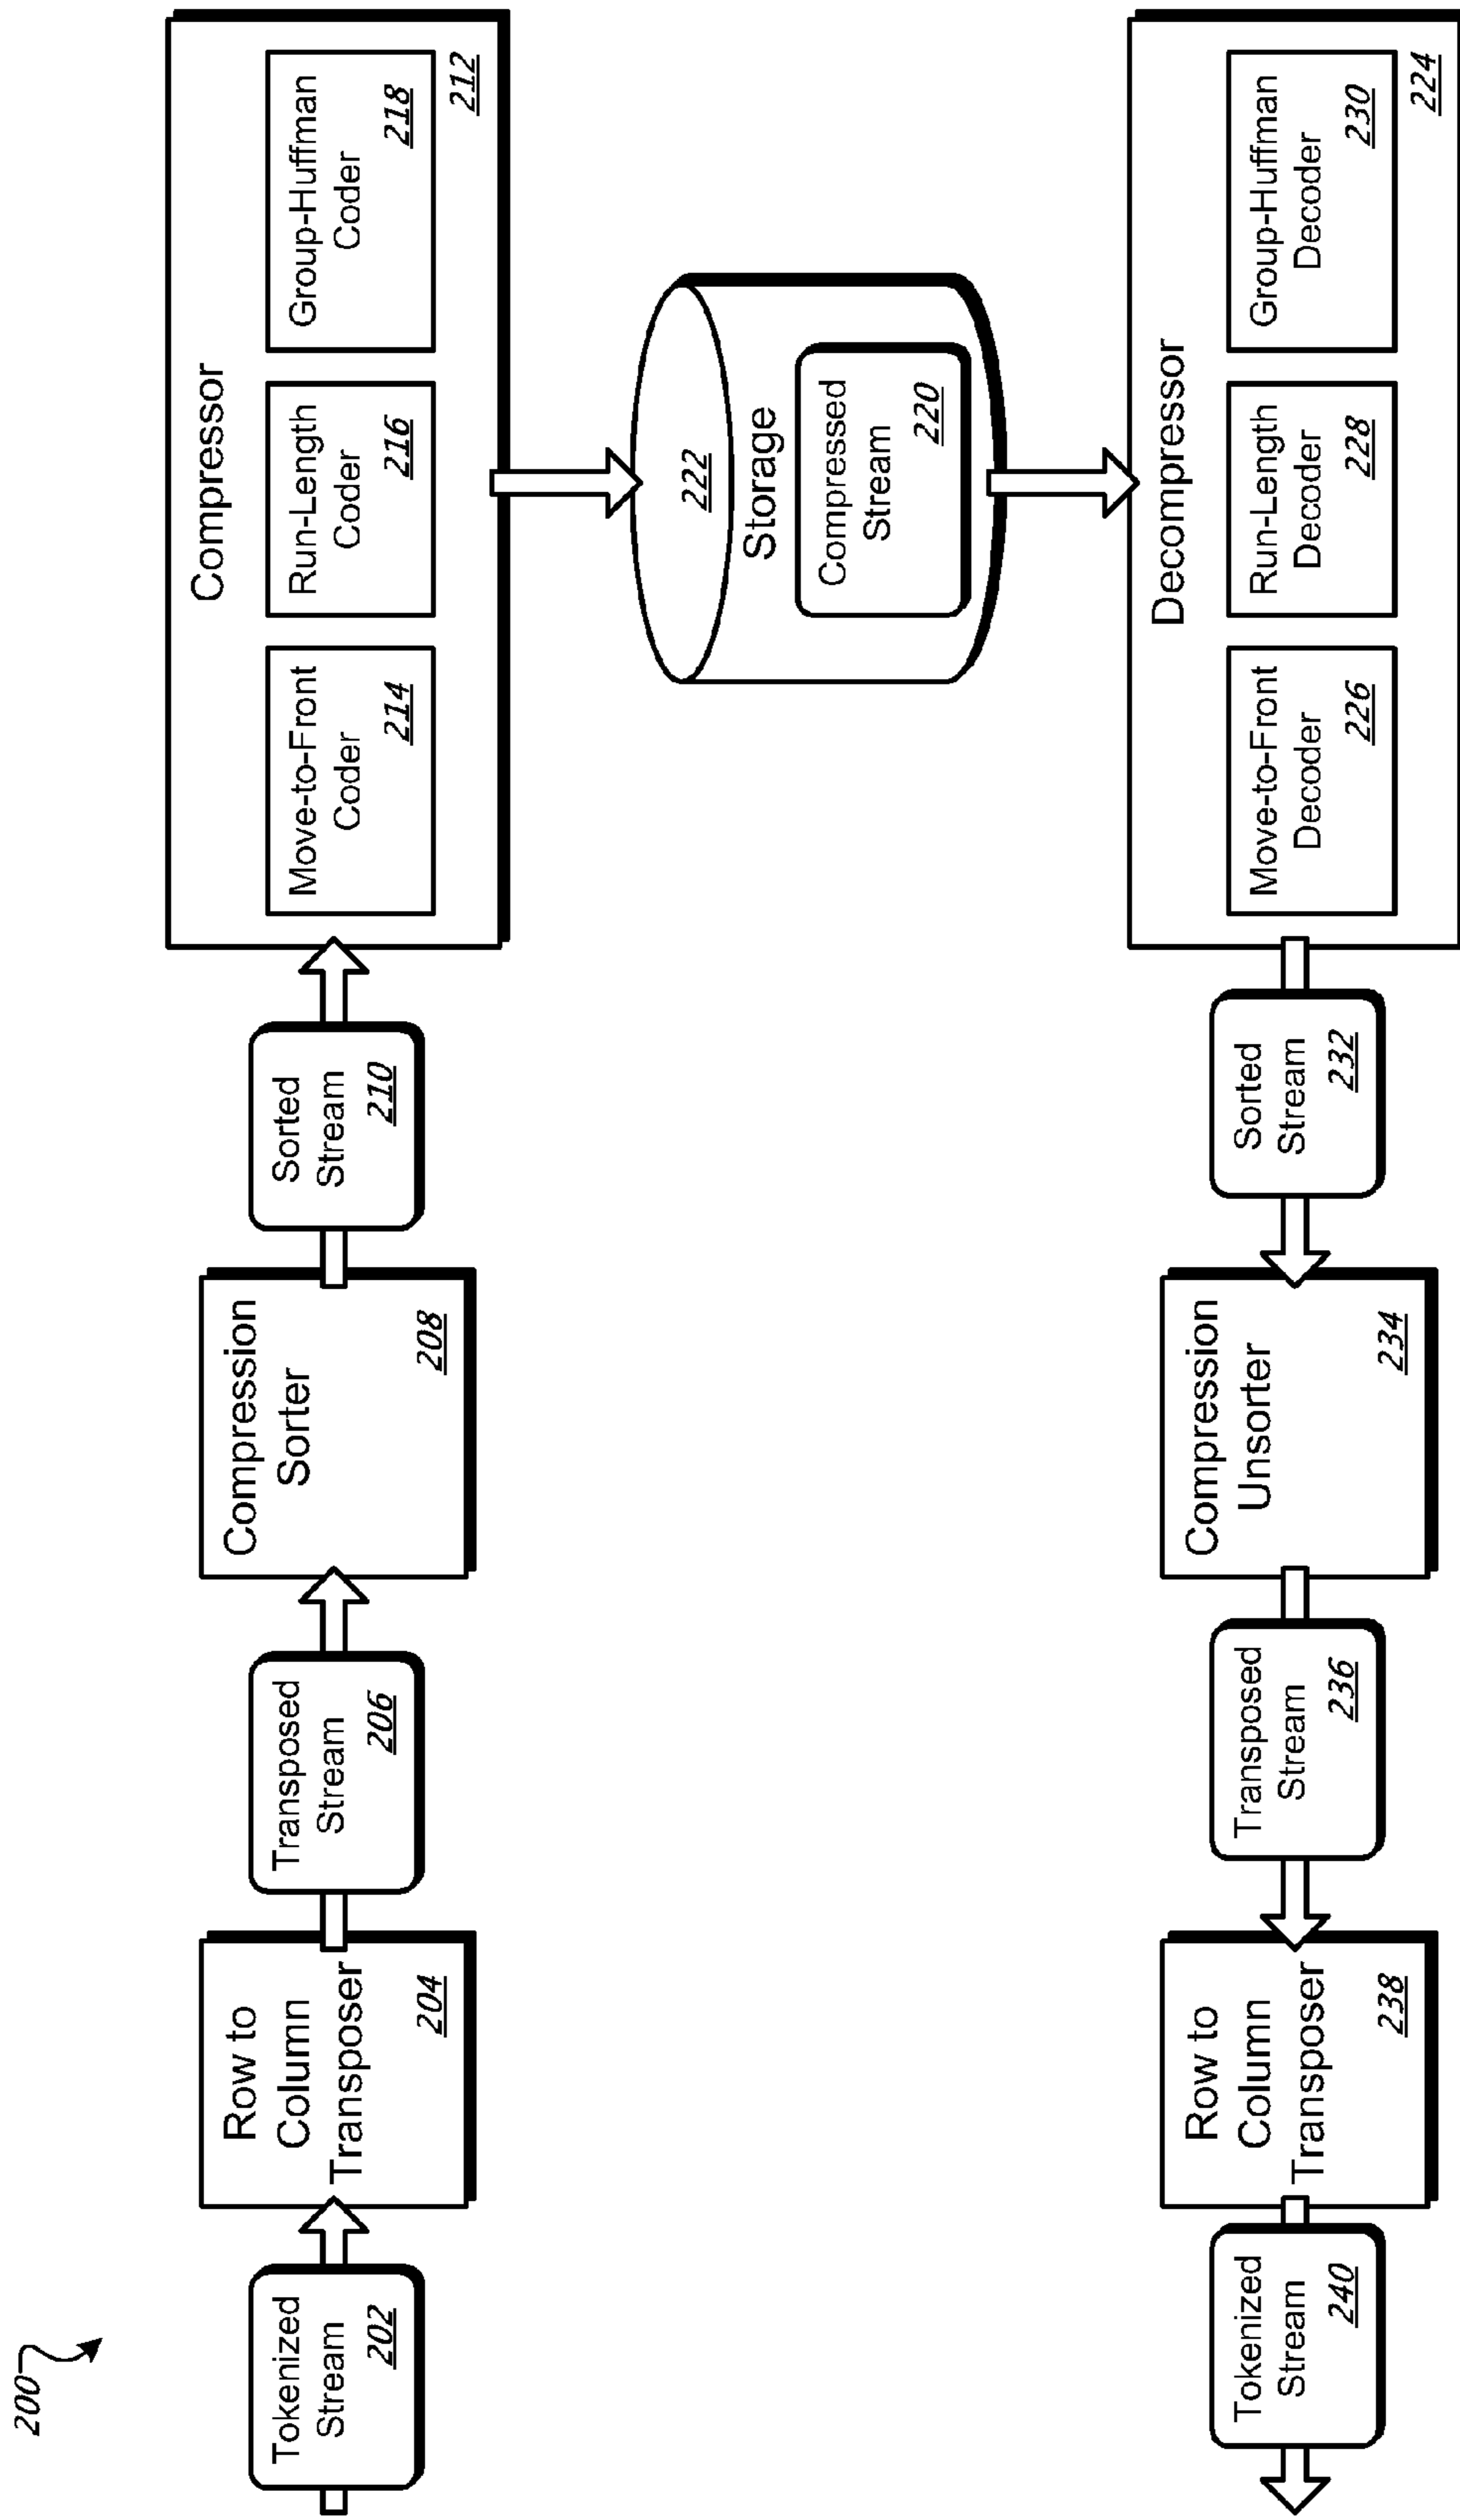 200
Tokenized
Stream
202
Row to
Column
Transposer
204
Transposed
Stream
206
Compression
Sorter
208
Sorted
Stream
210
Compressor
Move-to-Front
Coder
214
Run-Length
Coder
216
Group-Huffman
Coder
218
212
222
Storage
Compressed
Stream
220
Decompressor
Move-to-Front
Decoder
226
Run-Length
Decoder
228
Group-Huffman
Decoder
230
224
Sorted
Stream
232
Compression
Unsorter
234
Transposed
Stream
236
Row to
Column
Transposer
238
Tokenized
Stream
240